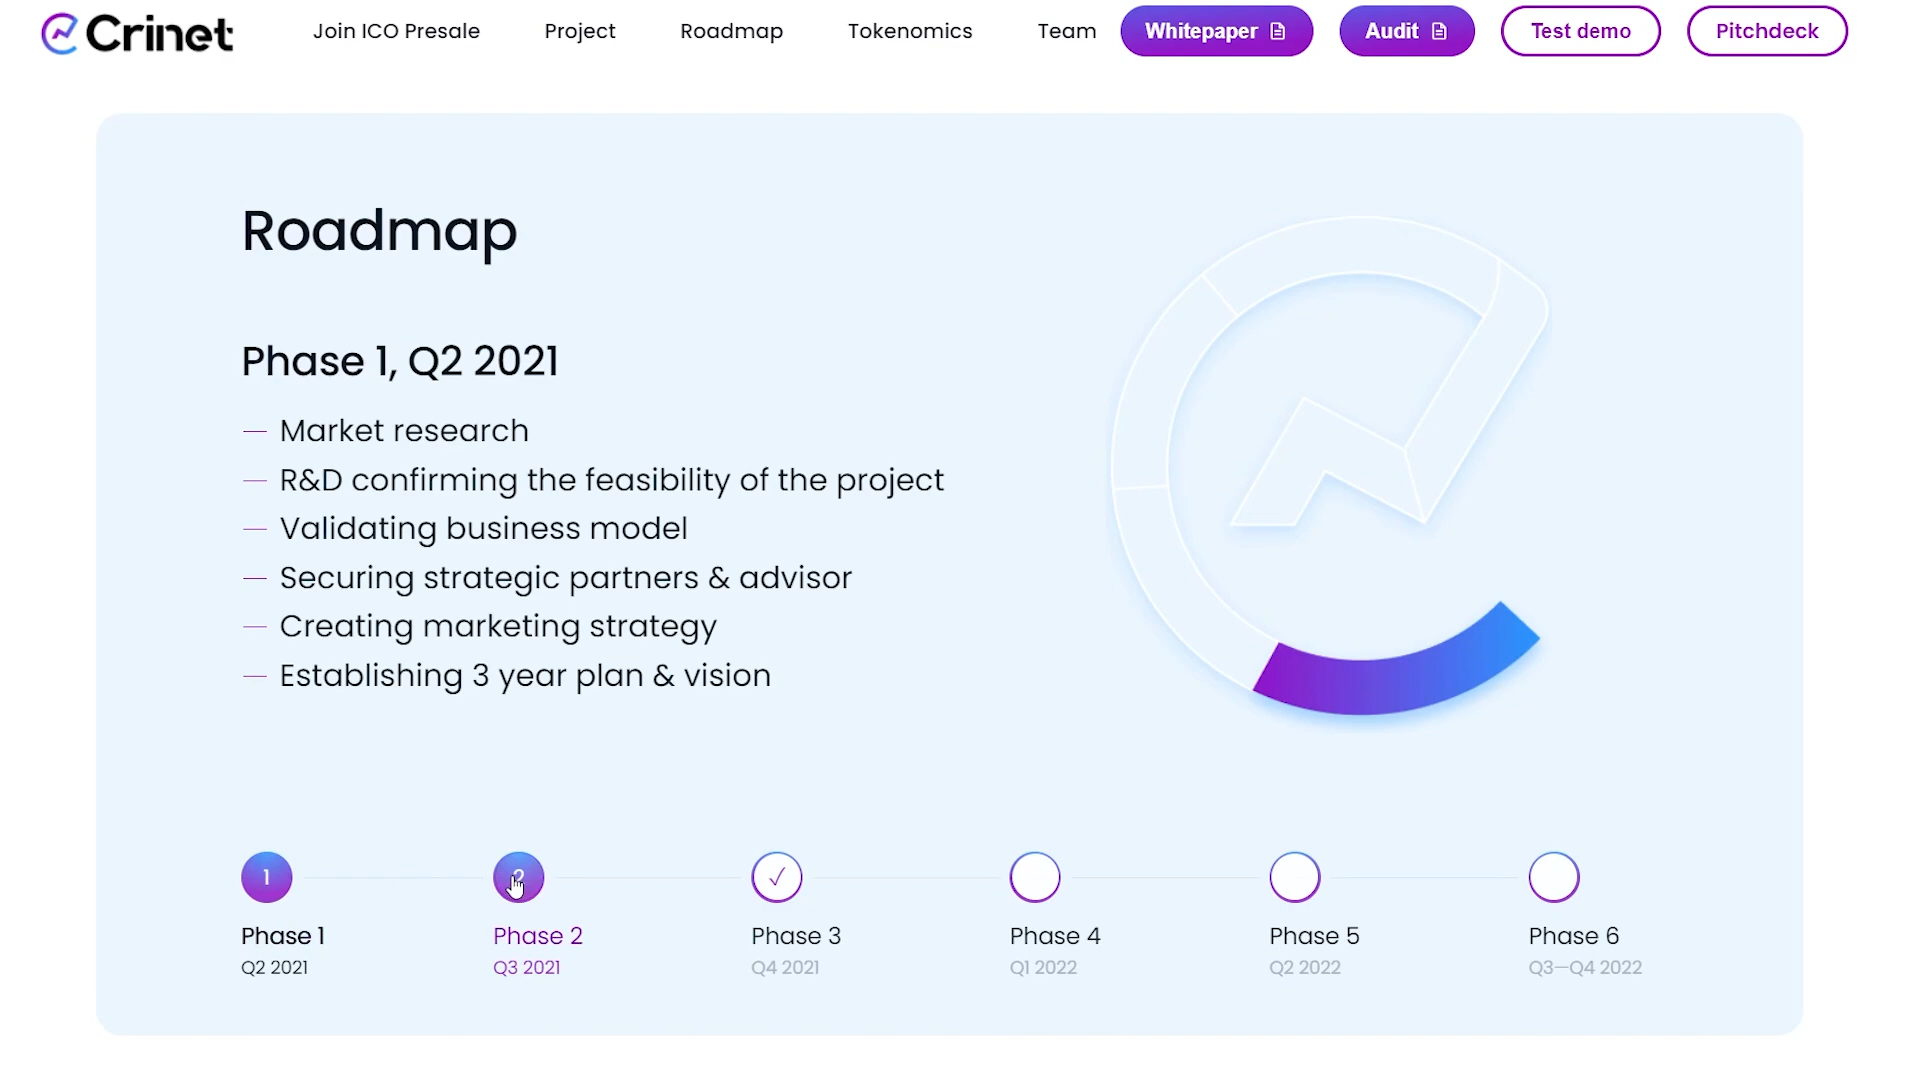 Crinet
Join ICO Presale
Project
Roadmap
Tokenomics
Team
Whitepaper
Audit
Test demo
Pitchdeck
Roadmap
Phase 1, Q2 2021
— Market research
— R&D confirming the feasibility of the project
— Validating business model
— Securing strategic partners & advisor
— Creating marketing strategy
— Establishing 3 year plan & vision
1
2
✓
Phase 1
Q2 2021
Phase 2
Q3 2021
Phase 3
Q4 2021
Phase 4
Q1 2022
Phase 5
Q2 2022
Phase 6
Q3—Q4 2022